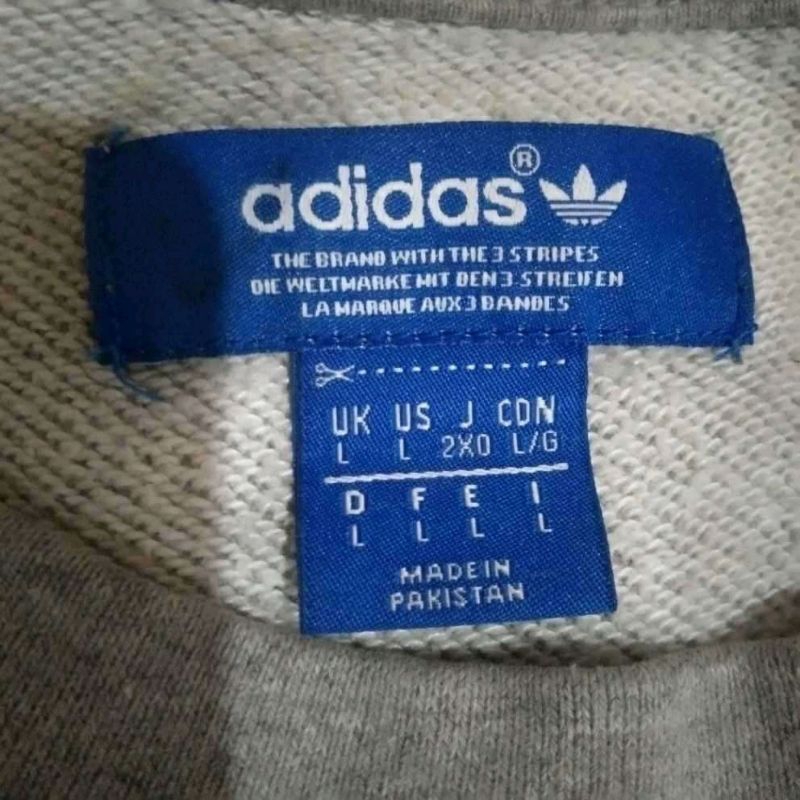 adidas®
THE BRAND WITH THE 3 STRIPES
DIE WELTMARKE MIT DEN 3 STREIFEN
LA MARQUE AUX 3 BANDES
UK US J CDN
L L 2XO L/G
D F E I
L L L L
MADE IN
PAKISTAN